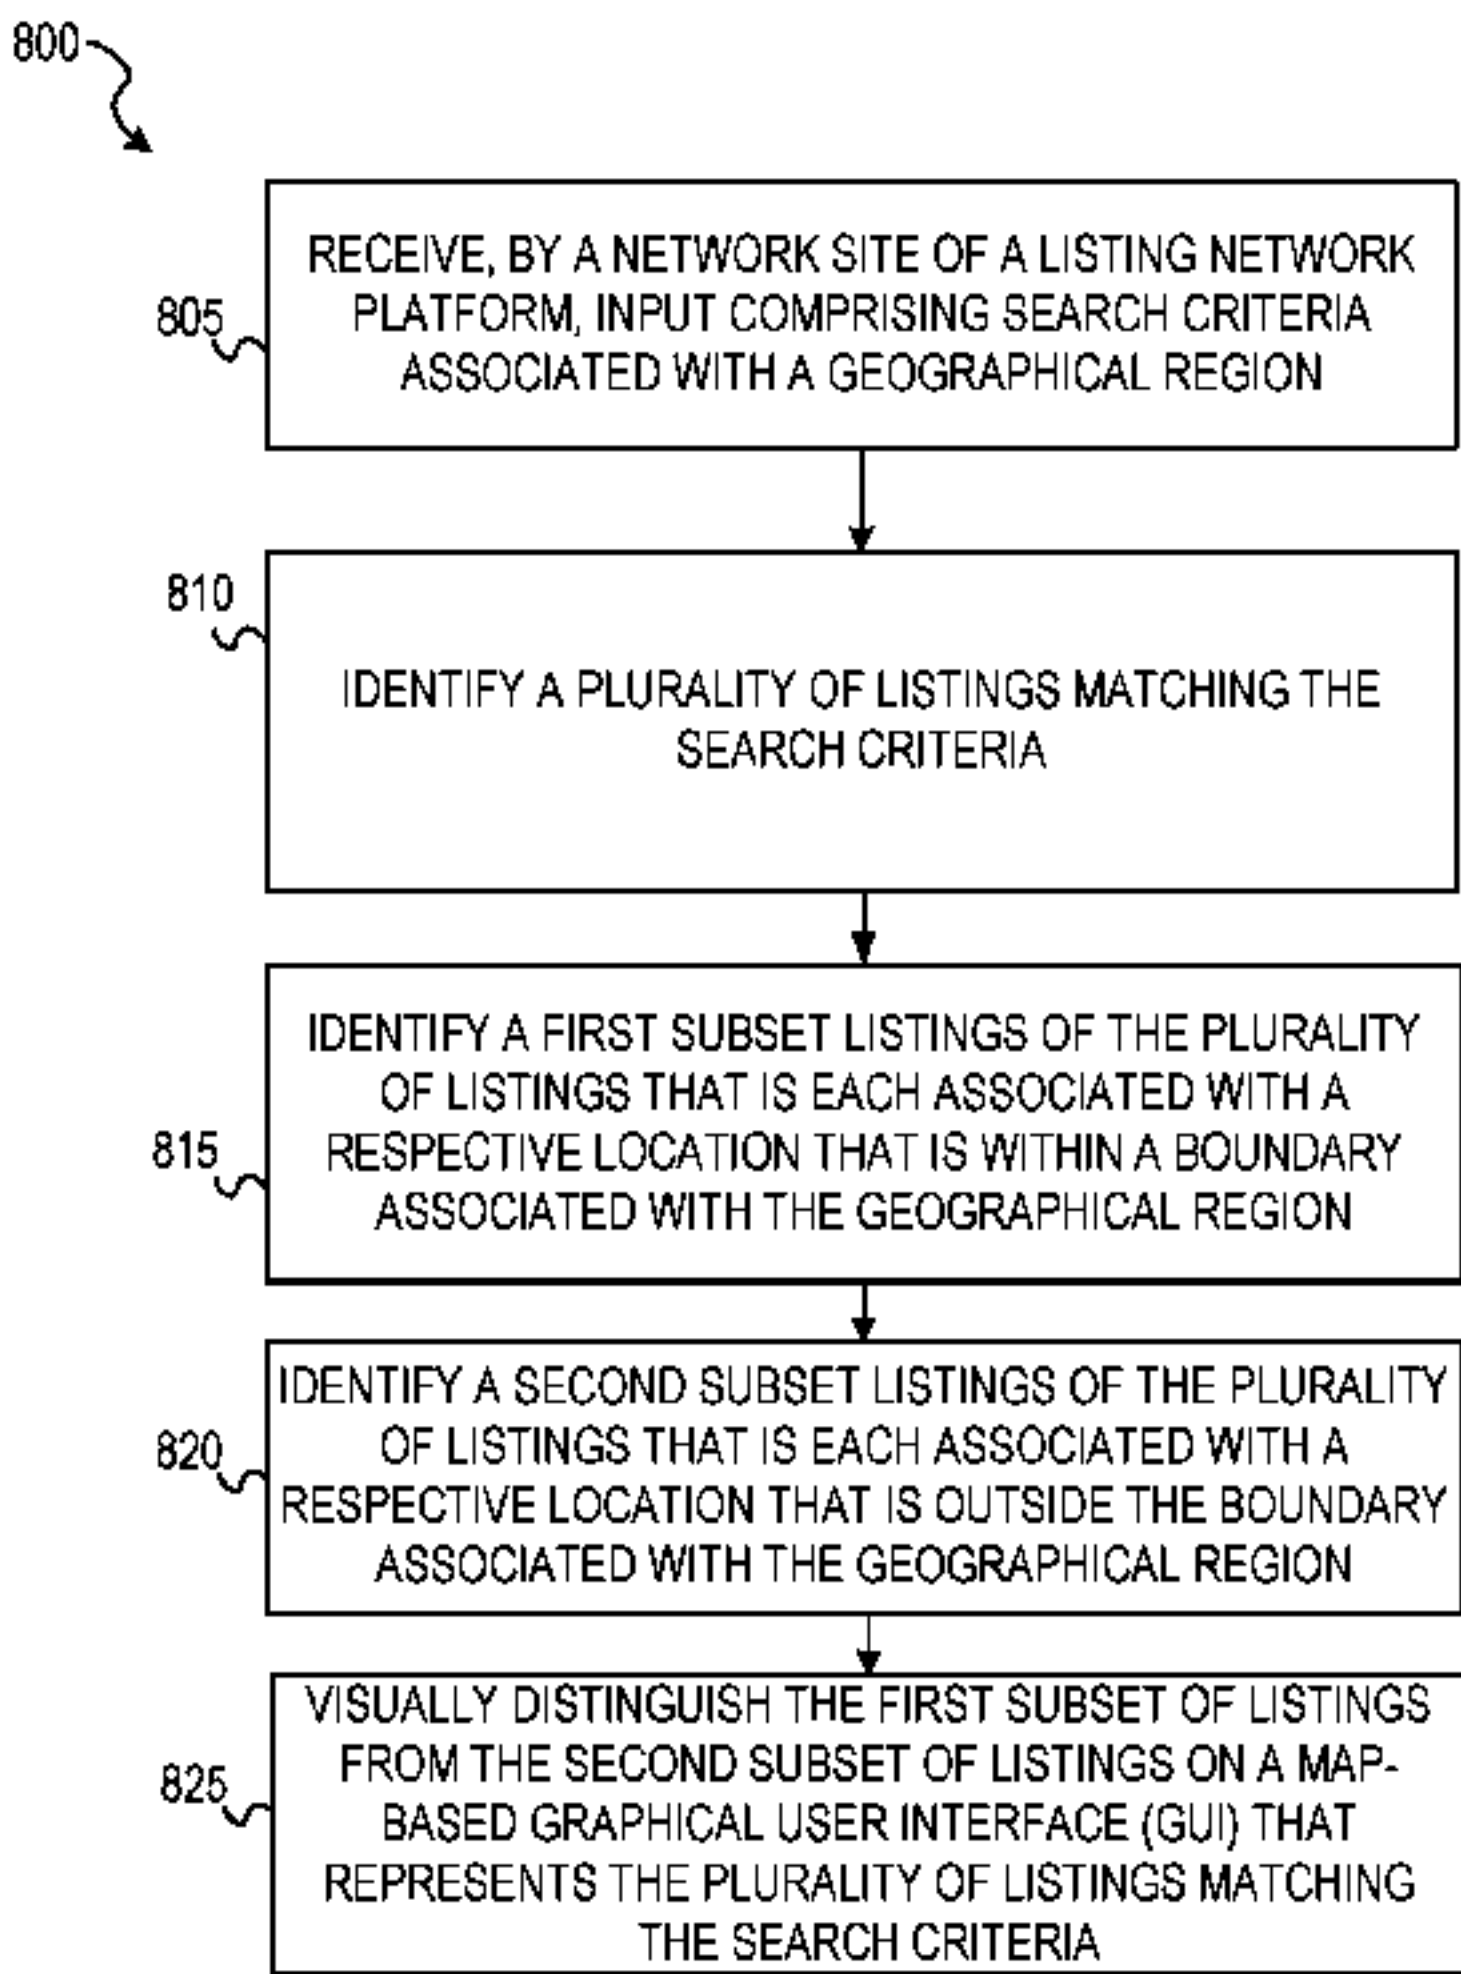 800
805
RECEIVE, BY A NETWORK SITE OF A LISTING NETWORK
PLATFORM, INPUT COMPRISING SEARCH CRITERIA
ASSOCIATED WITH A GEOGRAPHICAL REGION
810
IDENTIFY A PLURALITY OF LISTINGS MATCHING THE
SEARCH CRITERIA
815
IDENTIFY A FIRST SUBSET LISTINGS OF THE PLURALITY
OF LISTINGS THAT IS EACH ASSOCIATED WITH A
RESPECTIVE LOCATION THAT IS WITHIN A BOUNDARY
ASSOCIATED WITH THE GEOGRAPHICAL REGION
820
IDENTIFY A SECOND SUBSET LISTINGS OF THE PLURALITY
OF LISTINGS THAT IS EACH ASSOCIATED WITH A
RESPECTIVE LOCATION THAT IS OUTSIDE THE BOUNDARY
ASSOCIATED WITH THE GEOGRAPHICAL REGION
825
VISUALLY DISTINGUISH THE FIRST SUBSET OF LISTINGS
FROM THE SECOND SUBSET OF LISTINGS ON A MAP-
BASED GRAPHICAL USER INTERFACE (GUI) THAT
REPRESENTS THE PLURALITY OF LISTINGS MATCHING
THE SEARCH CRITERIA